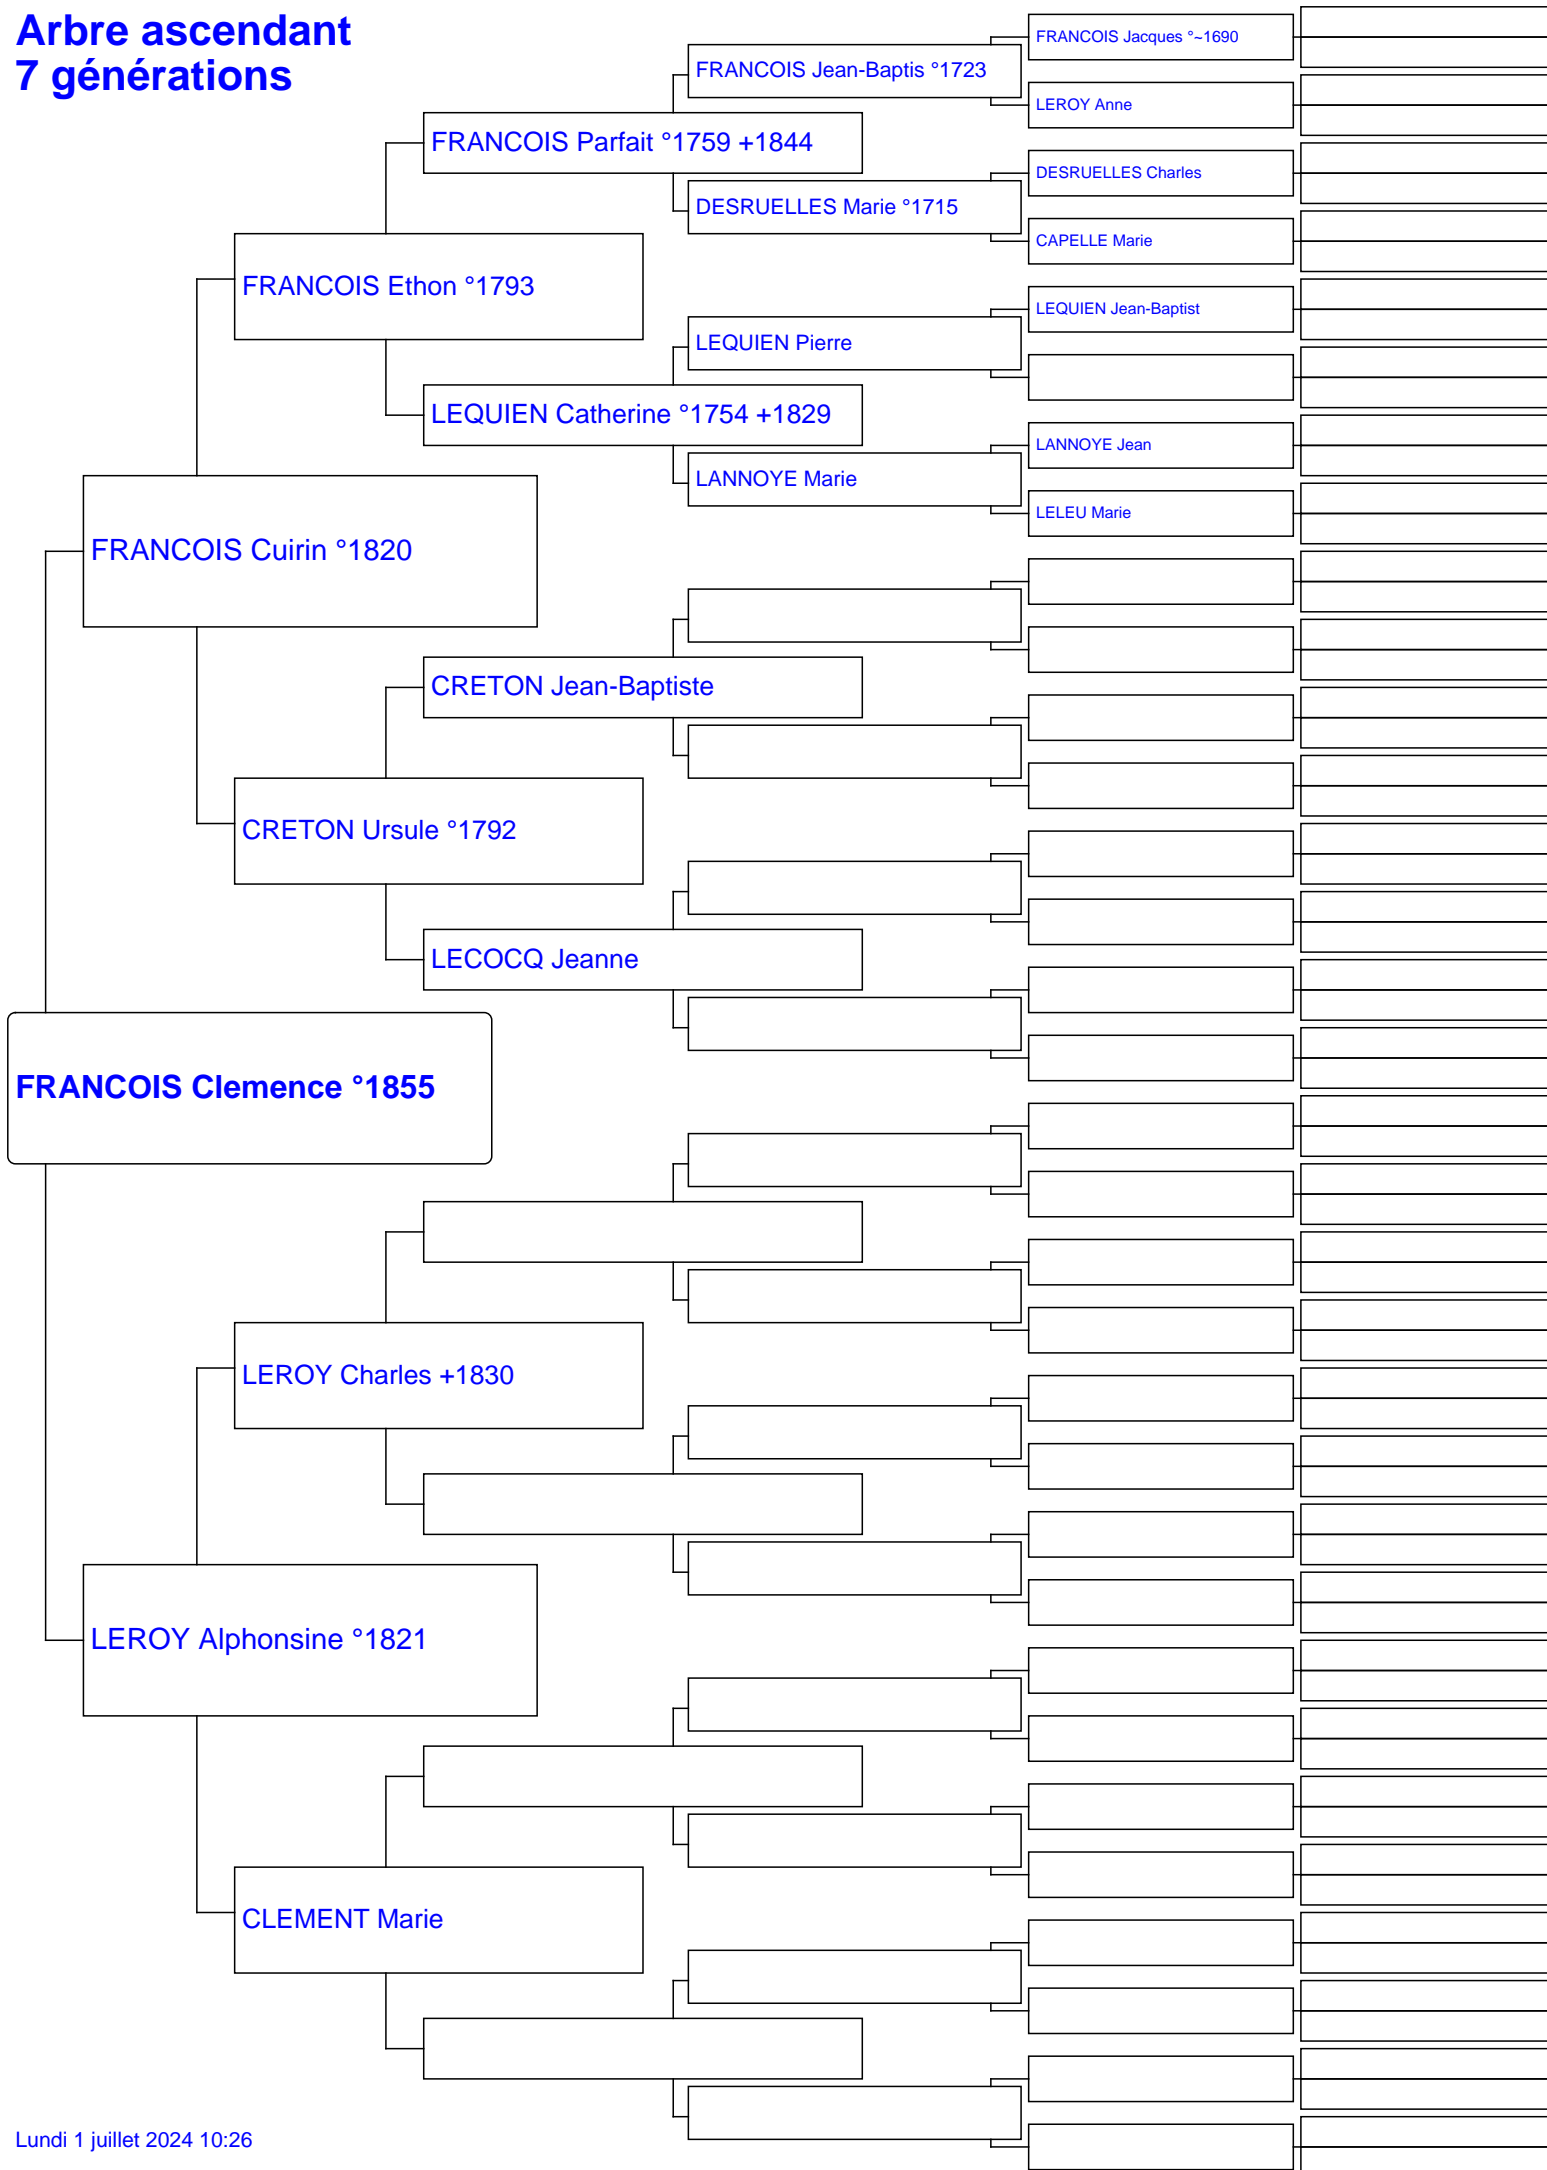 Arbre ascendant
7 générations
FRANCOIS Jacques °~1690
FRANCOIS Jean-Baptis °1723
LEROY Anne
FRANCOIS Parfait °1759 +1844
DESRUELLES Charles
DESRUELLES Marie °1715
CAPELLE Marie
FRANCOIS Ethon °1793
LEQUIEN Jean-Baptist
LEQUIEN Pierre
LEQUIEN Catherine °1754 +1829
LANNOYE Jean
LANNOYE Marie
LELEU Marie
FRANCOIS Cuirin °1820
CRETON Jean-Baptiste
CRETON Ursule °1792
LECOCQ Jeanne
FRANCOIS Clemence °1855
LEROY Charles +1830
LEROY Alphonsine °1821
CLEMENT Marie
Lundi 1 juillet 2024 10:26